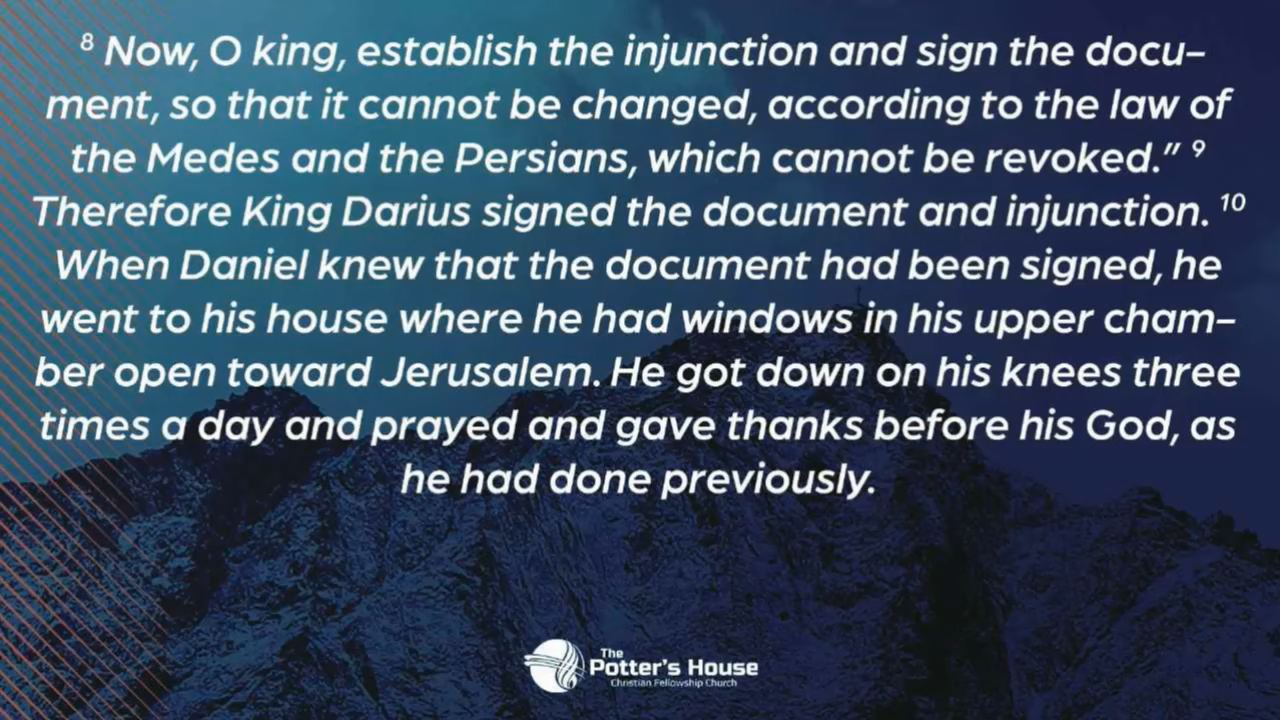 ⁸ Now, O king, establish the injunction and sign the docu-
ment, so that it cannot be changed, according to the law of
the Medes and the Persians, which cannot be revoked.” ⁹
Therefore King Darius signed the document and injunction. ¹⁰
When Daniel knew that the document had been signed, he
went to his house where he had windows in his upper cham-
ber open toward Jerusalem. He got down on his knees three
times a day and prayed and gave thanks before his God, as
he had done previously.
The
Potter's House
Christian Fellowship Church